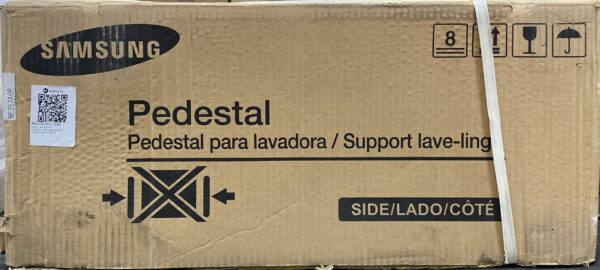 SAMSUNG
8
Pedestal
Pedestal para lavadora / Support lave-ling
SIDE/LADO/CÔTÉ